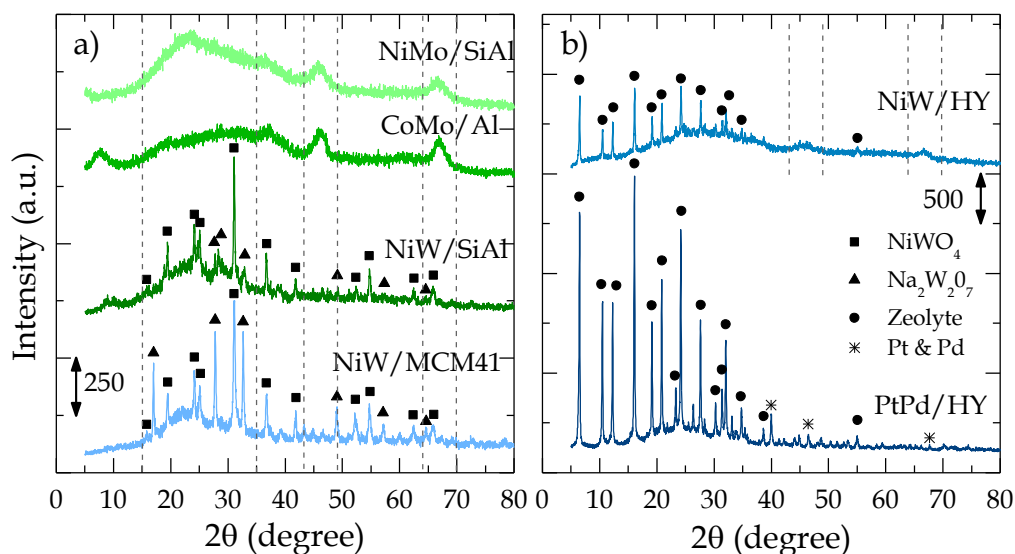 a)
NiMo/SiAl
CoMo/Al
NiW/SiAl
NiW/MCM41
250
Intensity (a.u.)
0 10 20 30 40 50 60 70 80
2θ (degree)
b)
NiW/HY
500
NiWO₄
Na₂W₂0₇
Zeolyte
Pt & Pd
PtPd/HY
0 10 20 30 40 50 60 70 80
2θ (degree)